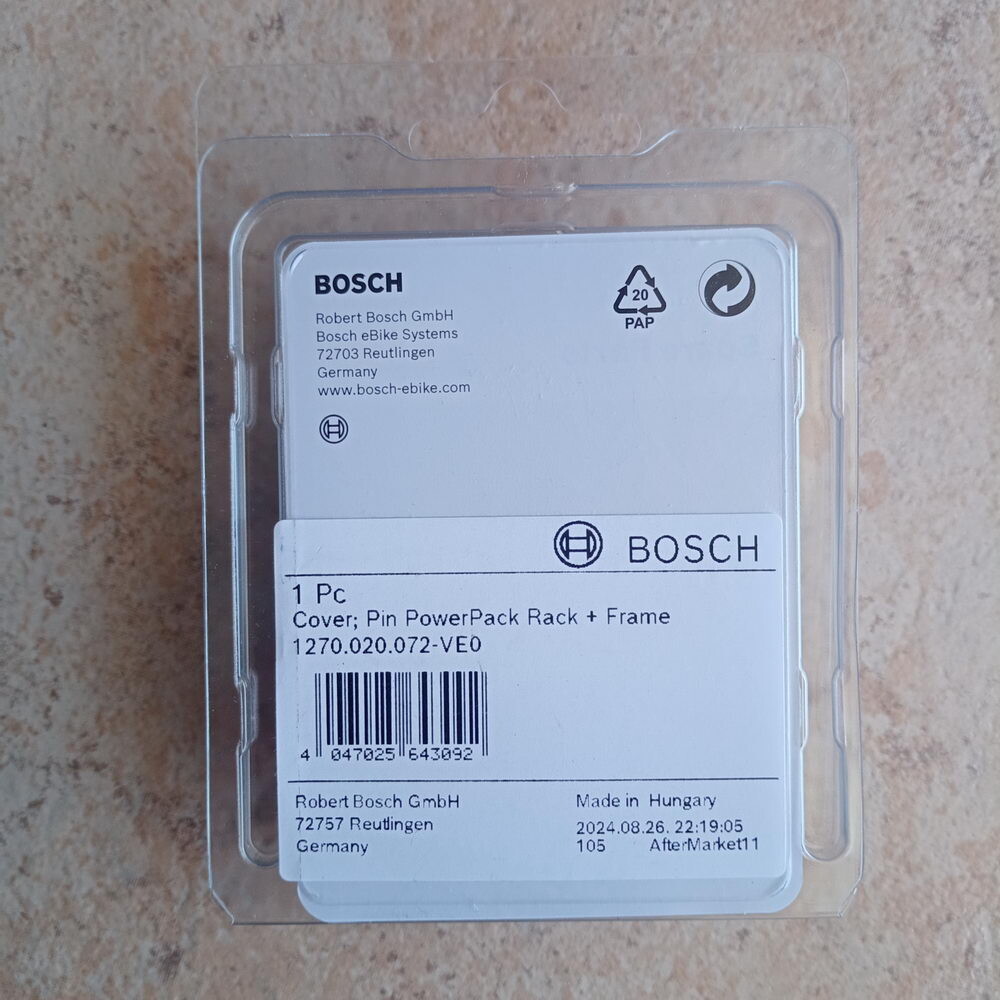 BOSCH
Robert Bosch GmbH
Bosch eBike Systems
72703 Reutlingen
Germany
www.bosch-ebike.com
20
PAP
BOSCH
1 Pc
Cover; Pin PowerPack Rack + Frame
1270.020.072-VE0
4 047025 643092
Robert Bosch GmbH
72757 Reutlingen
Germany
Made in Hungary
2024.08.26. 22:19:05
105 AfterMarket11